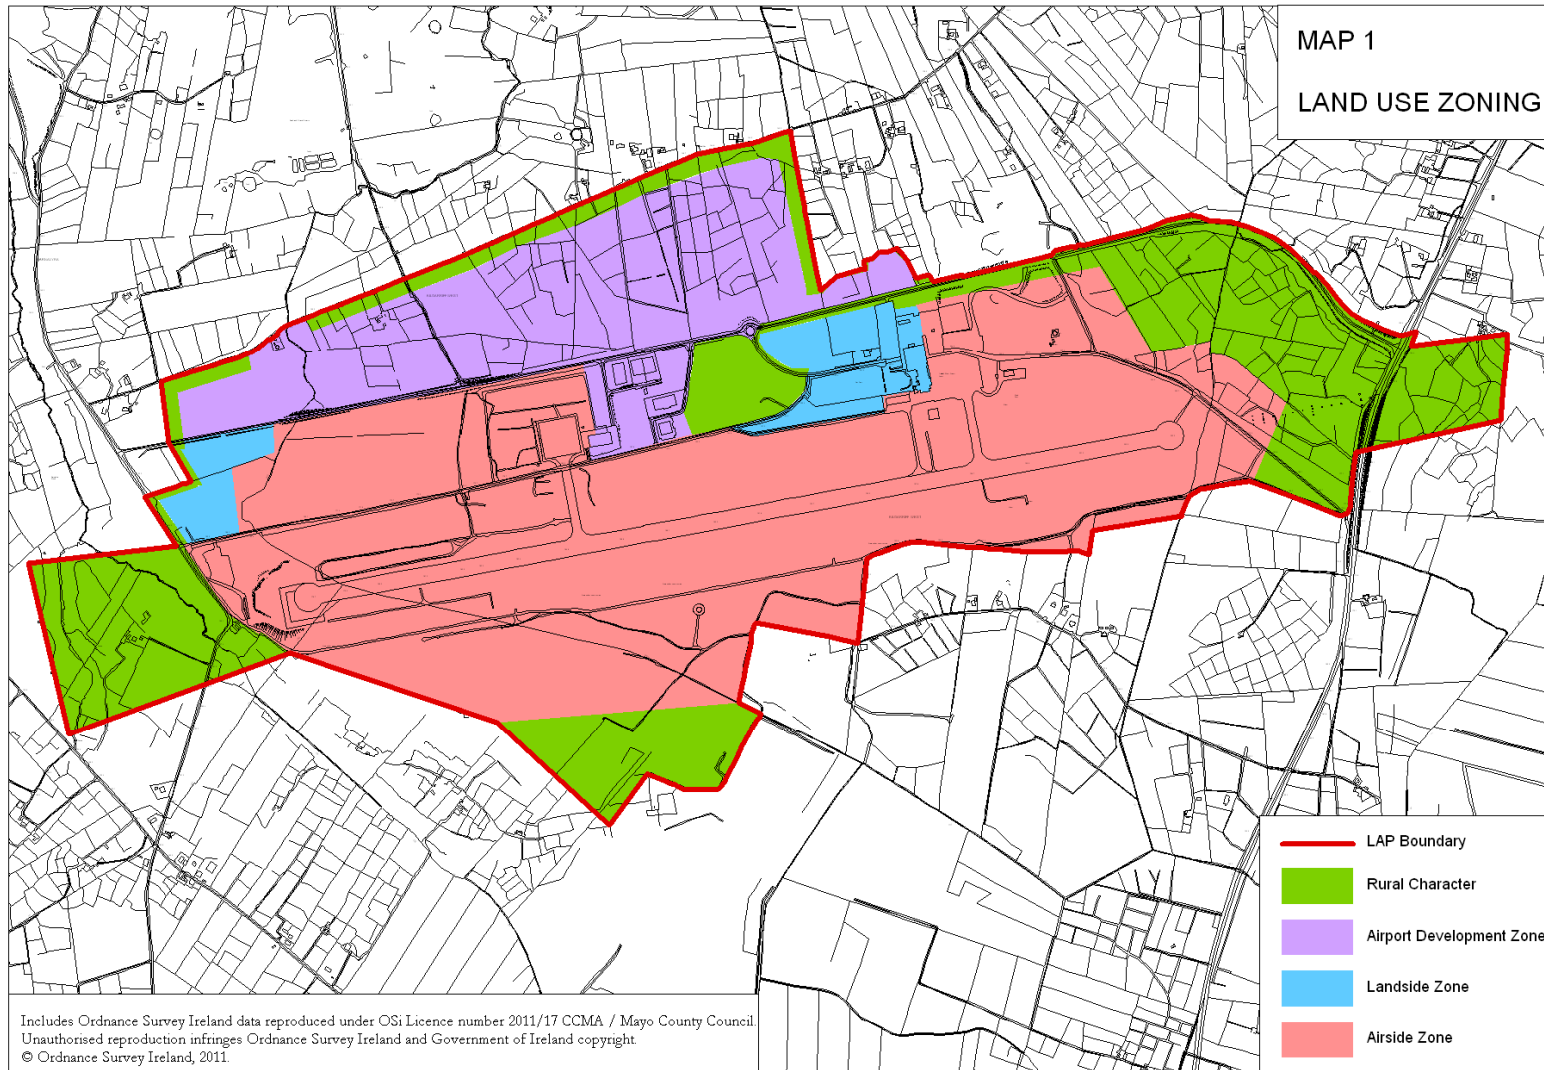 MAP 1
LAND USE ZONING
LAP Boundary
Rural Character
Airport Development Zone
Landside Zone
Airside Zone
Includes Ordnance Survey Ireland data reproduced under OSi Licence number 2011/17 CCMA / Mayo County Council.
Unauthorised reproduction infringes Ordnance Survey Ireland and Government of Ireland copyright.
© Ordnance Survey Ireland, 2011.